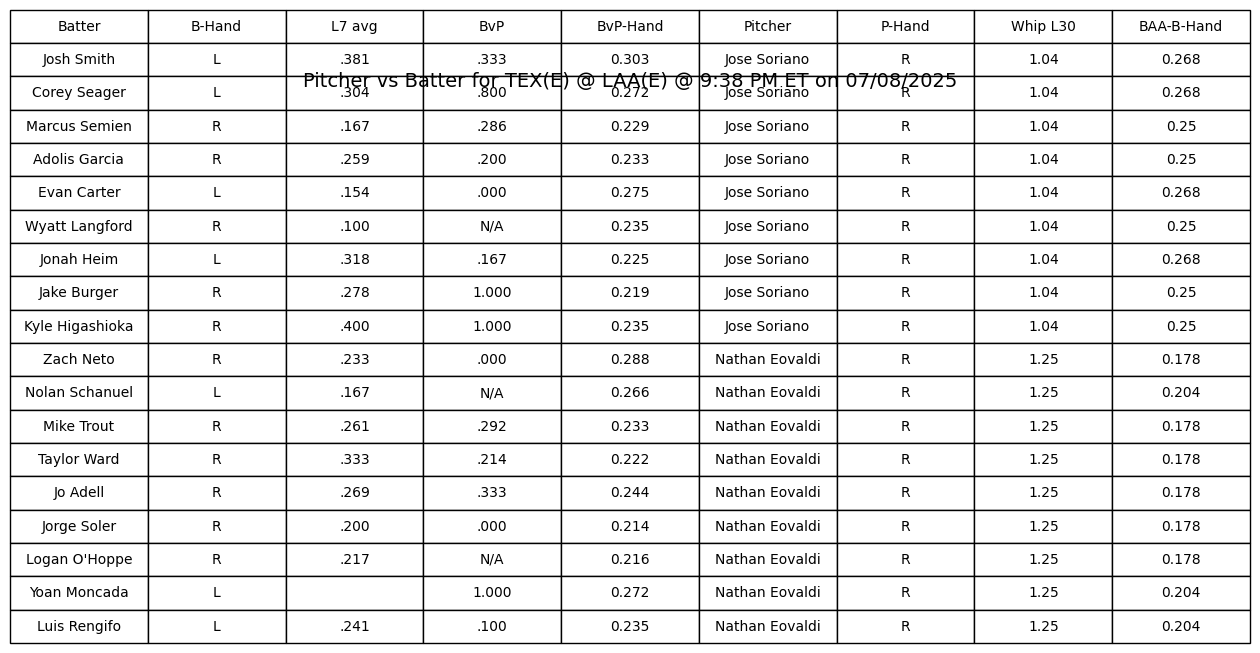 Batter B-Hand L7 avg BvP BvP-Hand Pitcher P-Hand Whip L30 BAA-B-Hand
Josh Smith L .381 .333 0.303 Jose Soriano R 1.04 0.268
Pitcher vs Batter for TEX(E) @ LAA(E) @ 9:38 PM ET on 07/08/2025
Corey Seager L .304 .800 0.272 Jose Soriano R 1.04 0.268
Marcus Semien R .167 .286 0.229 Jose Soriano R 1.04 0.25
Adolis Garcia R .259 .200 0.233 Jose Soriano R 1.04 0.25
Evan Carter L .154 .000 0.275 Jose Soriano R 1.04 0.268
Wyatt Langford R .100 N/A 0.235 Jose Soriano R 1.04 0.25
Jonah Heim L .318 .167 0.225 Jose Soriano R 1.04 0.268
Jake Burger R .278 1.000 0.219 Jose Soriano R 1.04 0.25
Kyle Higashioka R .400 1.000 0.235 Jose Soriano R 1.04 0.25
Zach Neto R .233 .000 0.288 Nathan Eovaldi R 1.25 0.178
Nolan Schanuel L .167 N/A 0.266 Nathan Eovaldi R 1.25 0.204
Mike Trout R .261 .292 0.233 Nathan Eovaldi R 1.25 0.178
Taylor Ward R .333 .214 0.222 Nathan Eovaldi R 1.25 0.178
Jo Adell R .269 .333 0.244 Nathan Eovaldi R 1.25 0.178
Jorge Soler R .200 .000 0.214 Nathan Eovaldi R 1.25 0.178
Logan O'Hoppe R .217 N/A 0.216 Nathan Eovaldi R 1.25 0.178
Yoan Moncada L 1.000 0.272 Nathan Eovaldi R 1.25 0.204
Luis Rengifo L .241 .100 0.235 Nathan Eovaldi R 1.25 0.204